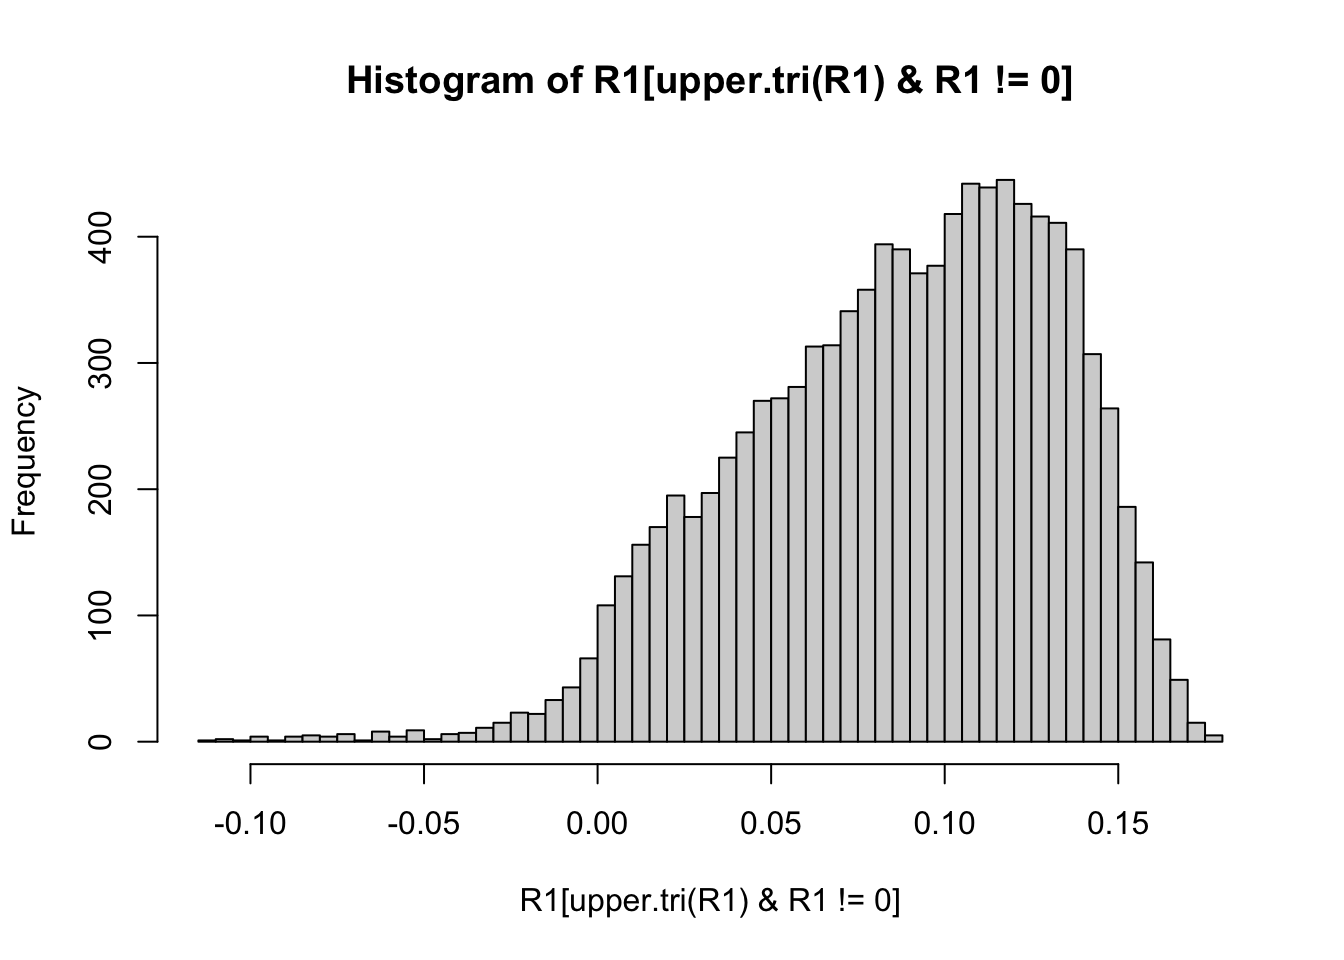 Histogram of R1[upper.tri(R1) & R1 != 0]
Frequency
400
300
200
100
0
-0.10 -0.05 0.00 0.05 0.10 0.15
R1[upper.tri(R1) & R1 != 0]